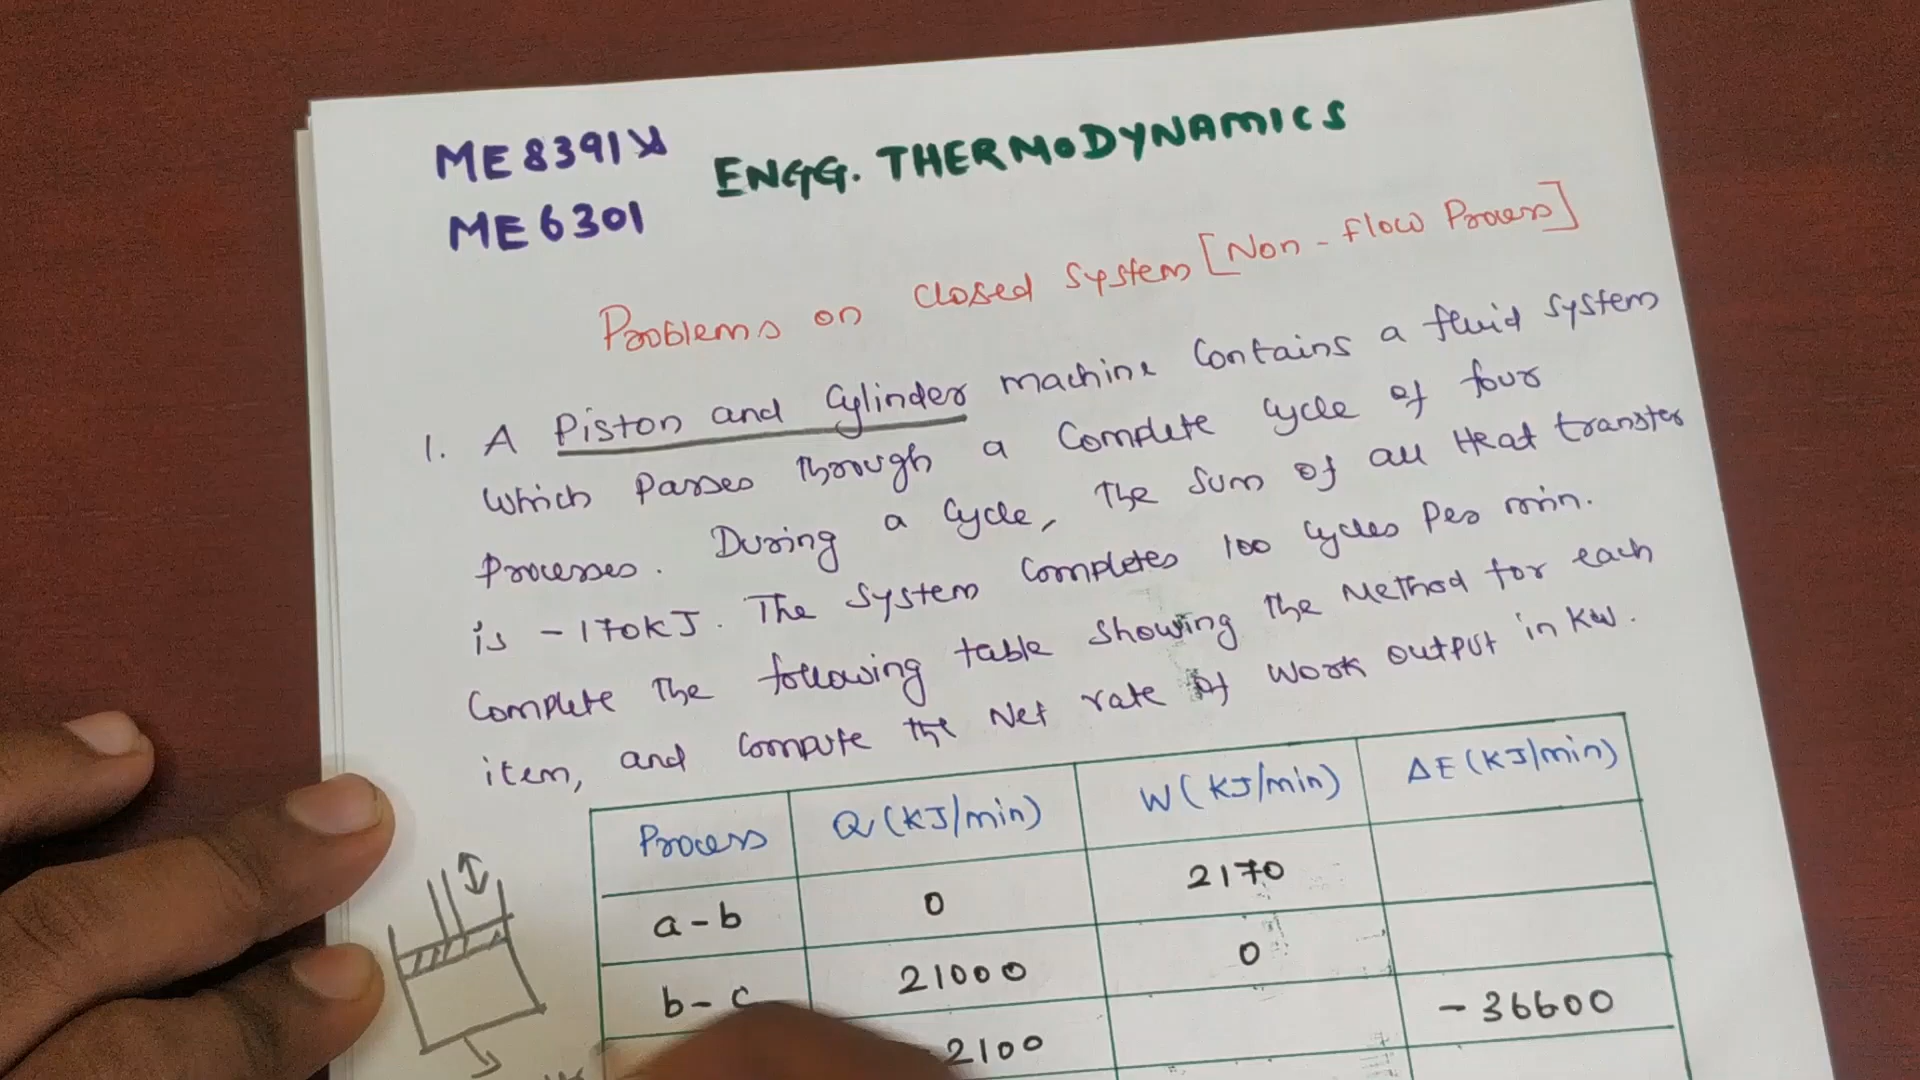 ME8391 &
ME6301
ENGG. THERMODYNAMICS
Problems on closed system [Non-flow Process]
1. A Piston and Cylinder machine Contains a fluid system
which passes through a complete cycle of four
processes. During a cycle, the sum of all Heat transfer
is -170KJ. The system completes 100 cycles per min.
Complete the following table showing the Method for each
item, and compute the Net rate of work output in KW.
Process Q(KJ/min) W(KJ/min) ΔE(KJ/min)
a-b 0 2170
b-c 21000 0
-2100 -36600